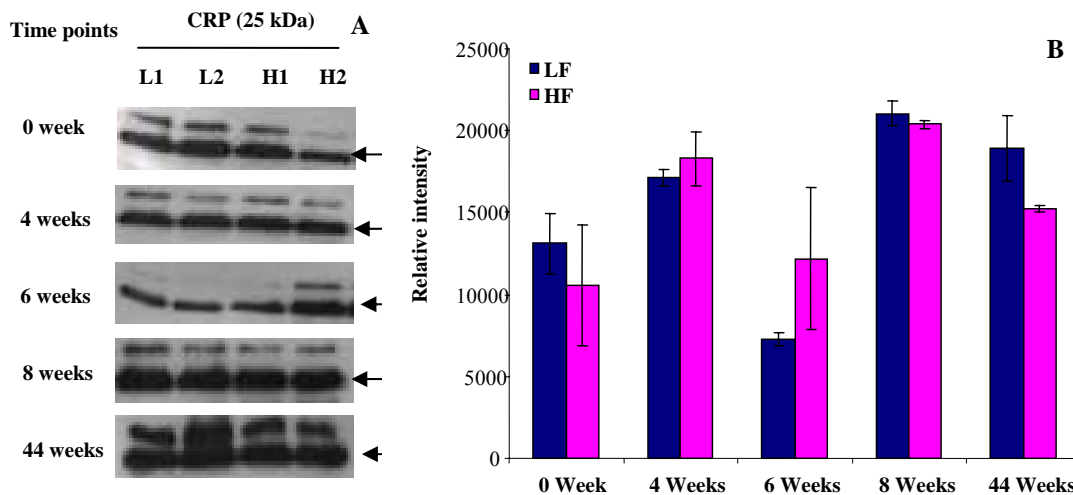 CRP (25 kDa)
A
Time points
L1 L2 H1 H2
0 week
4 weeks
6 weeks
8 weeks
44 weeks
B
LF
HF
Relative intensity
25000
20000
15000
10000
5000
0
0 Week 4 Weeks 6 Weeks 8 Weeks 44 Weeks